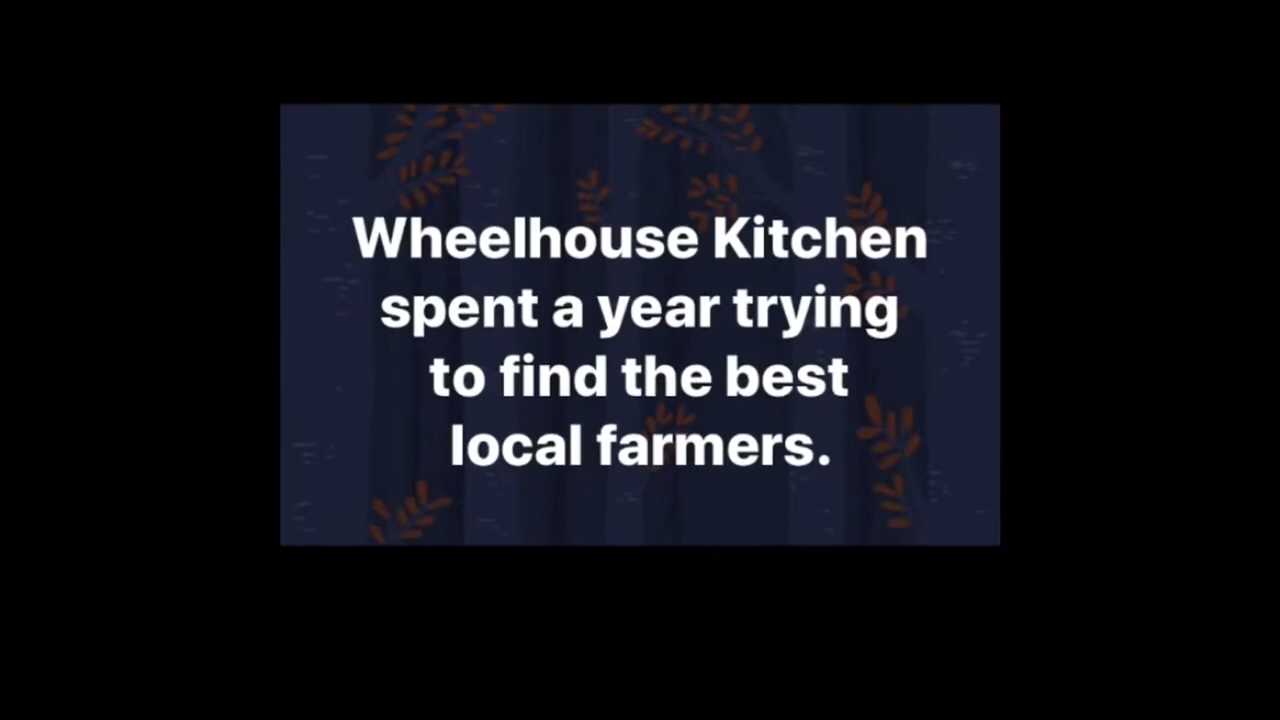 Wheelhouse Kitchen
spent a year trying
to find the best
local farmers.